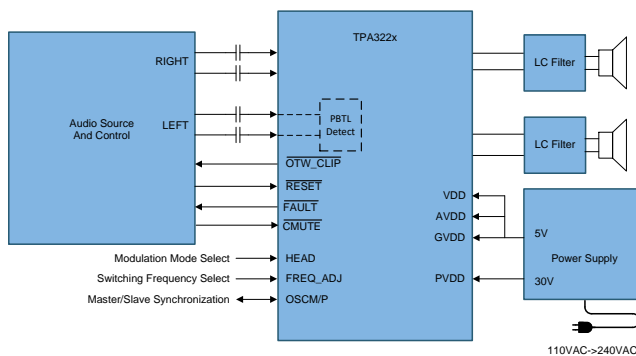 TPA322x
RIGHT
LC Filter
Audio Source
And Control
LEFT
PBTL
Detect
LC Filter
OTW_CLIP
RESET
FAULT
CMUTE
VDD
AVDD
GVDD
5V
Power Supply
PVDD
30V
Modulation Mode Select
HEAD
Switching Frequency Select
FREQ_ADJ
Master/Slave Synchronization
OSCM/P
110VAC->240VAC